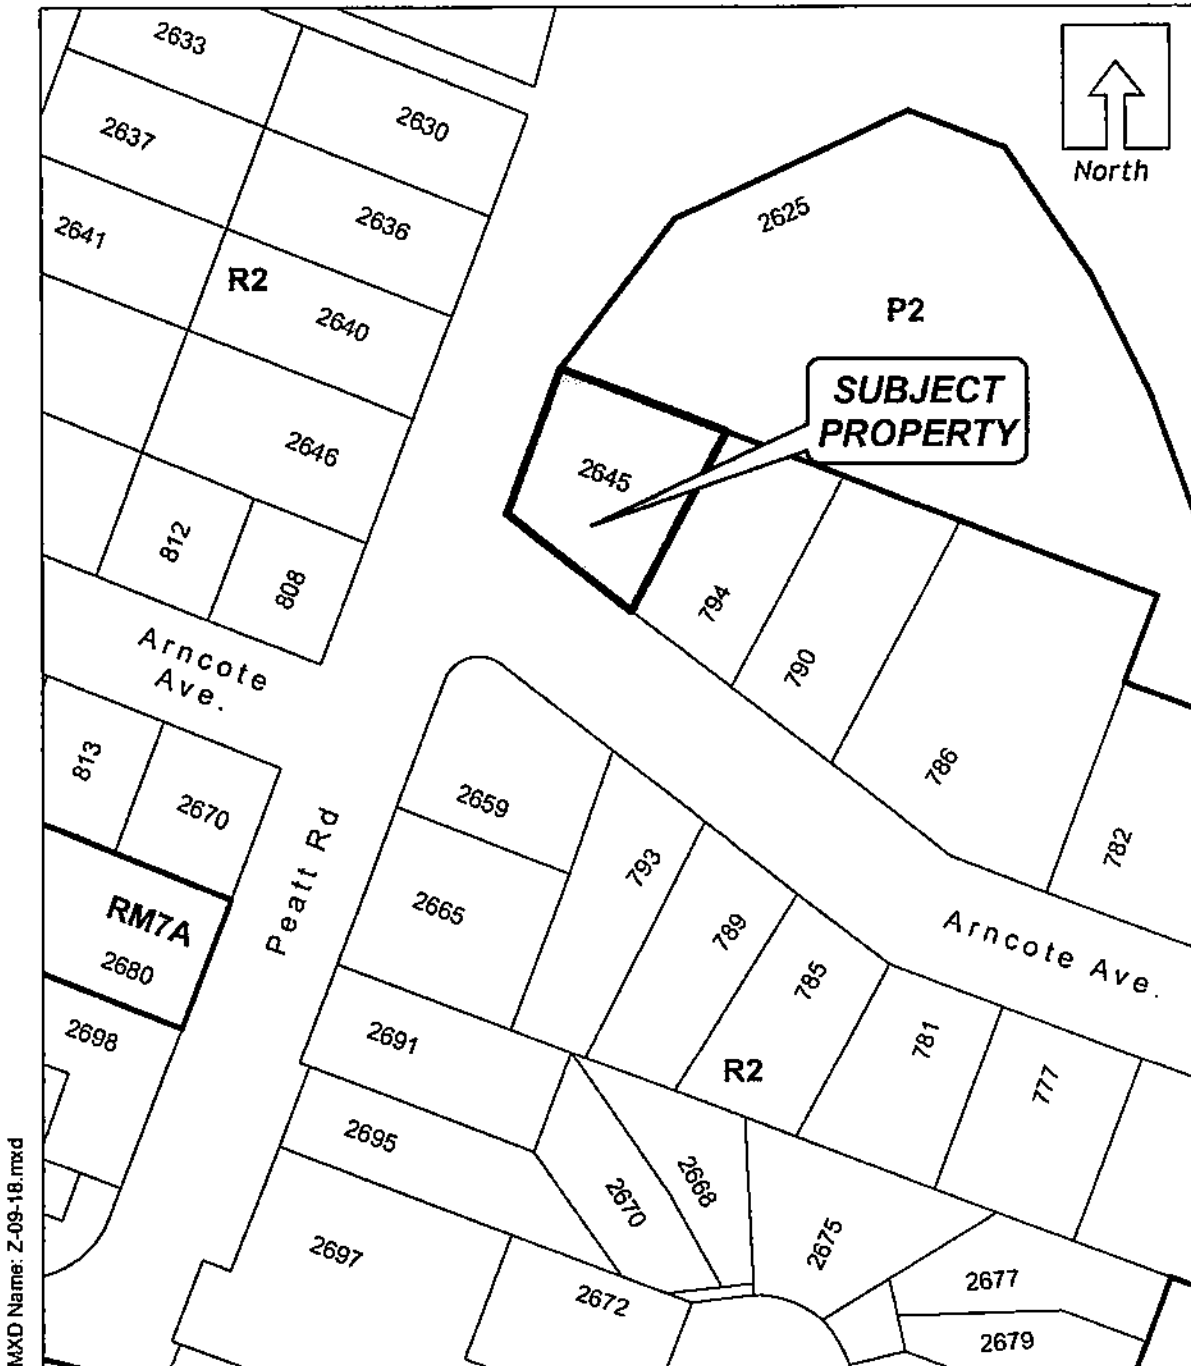 2633
2630
2637
2636
2641
R2
2640
2646
812
808
2625
P2
North
SUBJECT
PROPERTY
2645
794
790
786
782
Arncote
Ave.
813
2670
RM7A
2680
2698
Peatt Rd
2659
2665
793
789
785
781
777
Arncote Ave.
R2
2691
2695
2697
2670
2668
2675
2672
2677
2679
MXD Name: Z-09-18.mxd